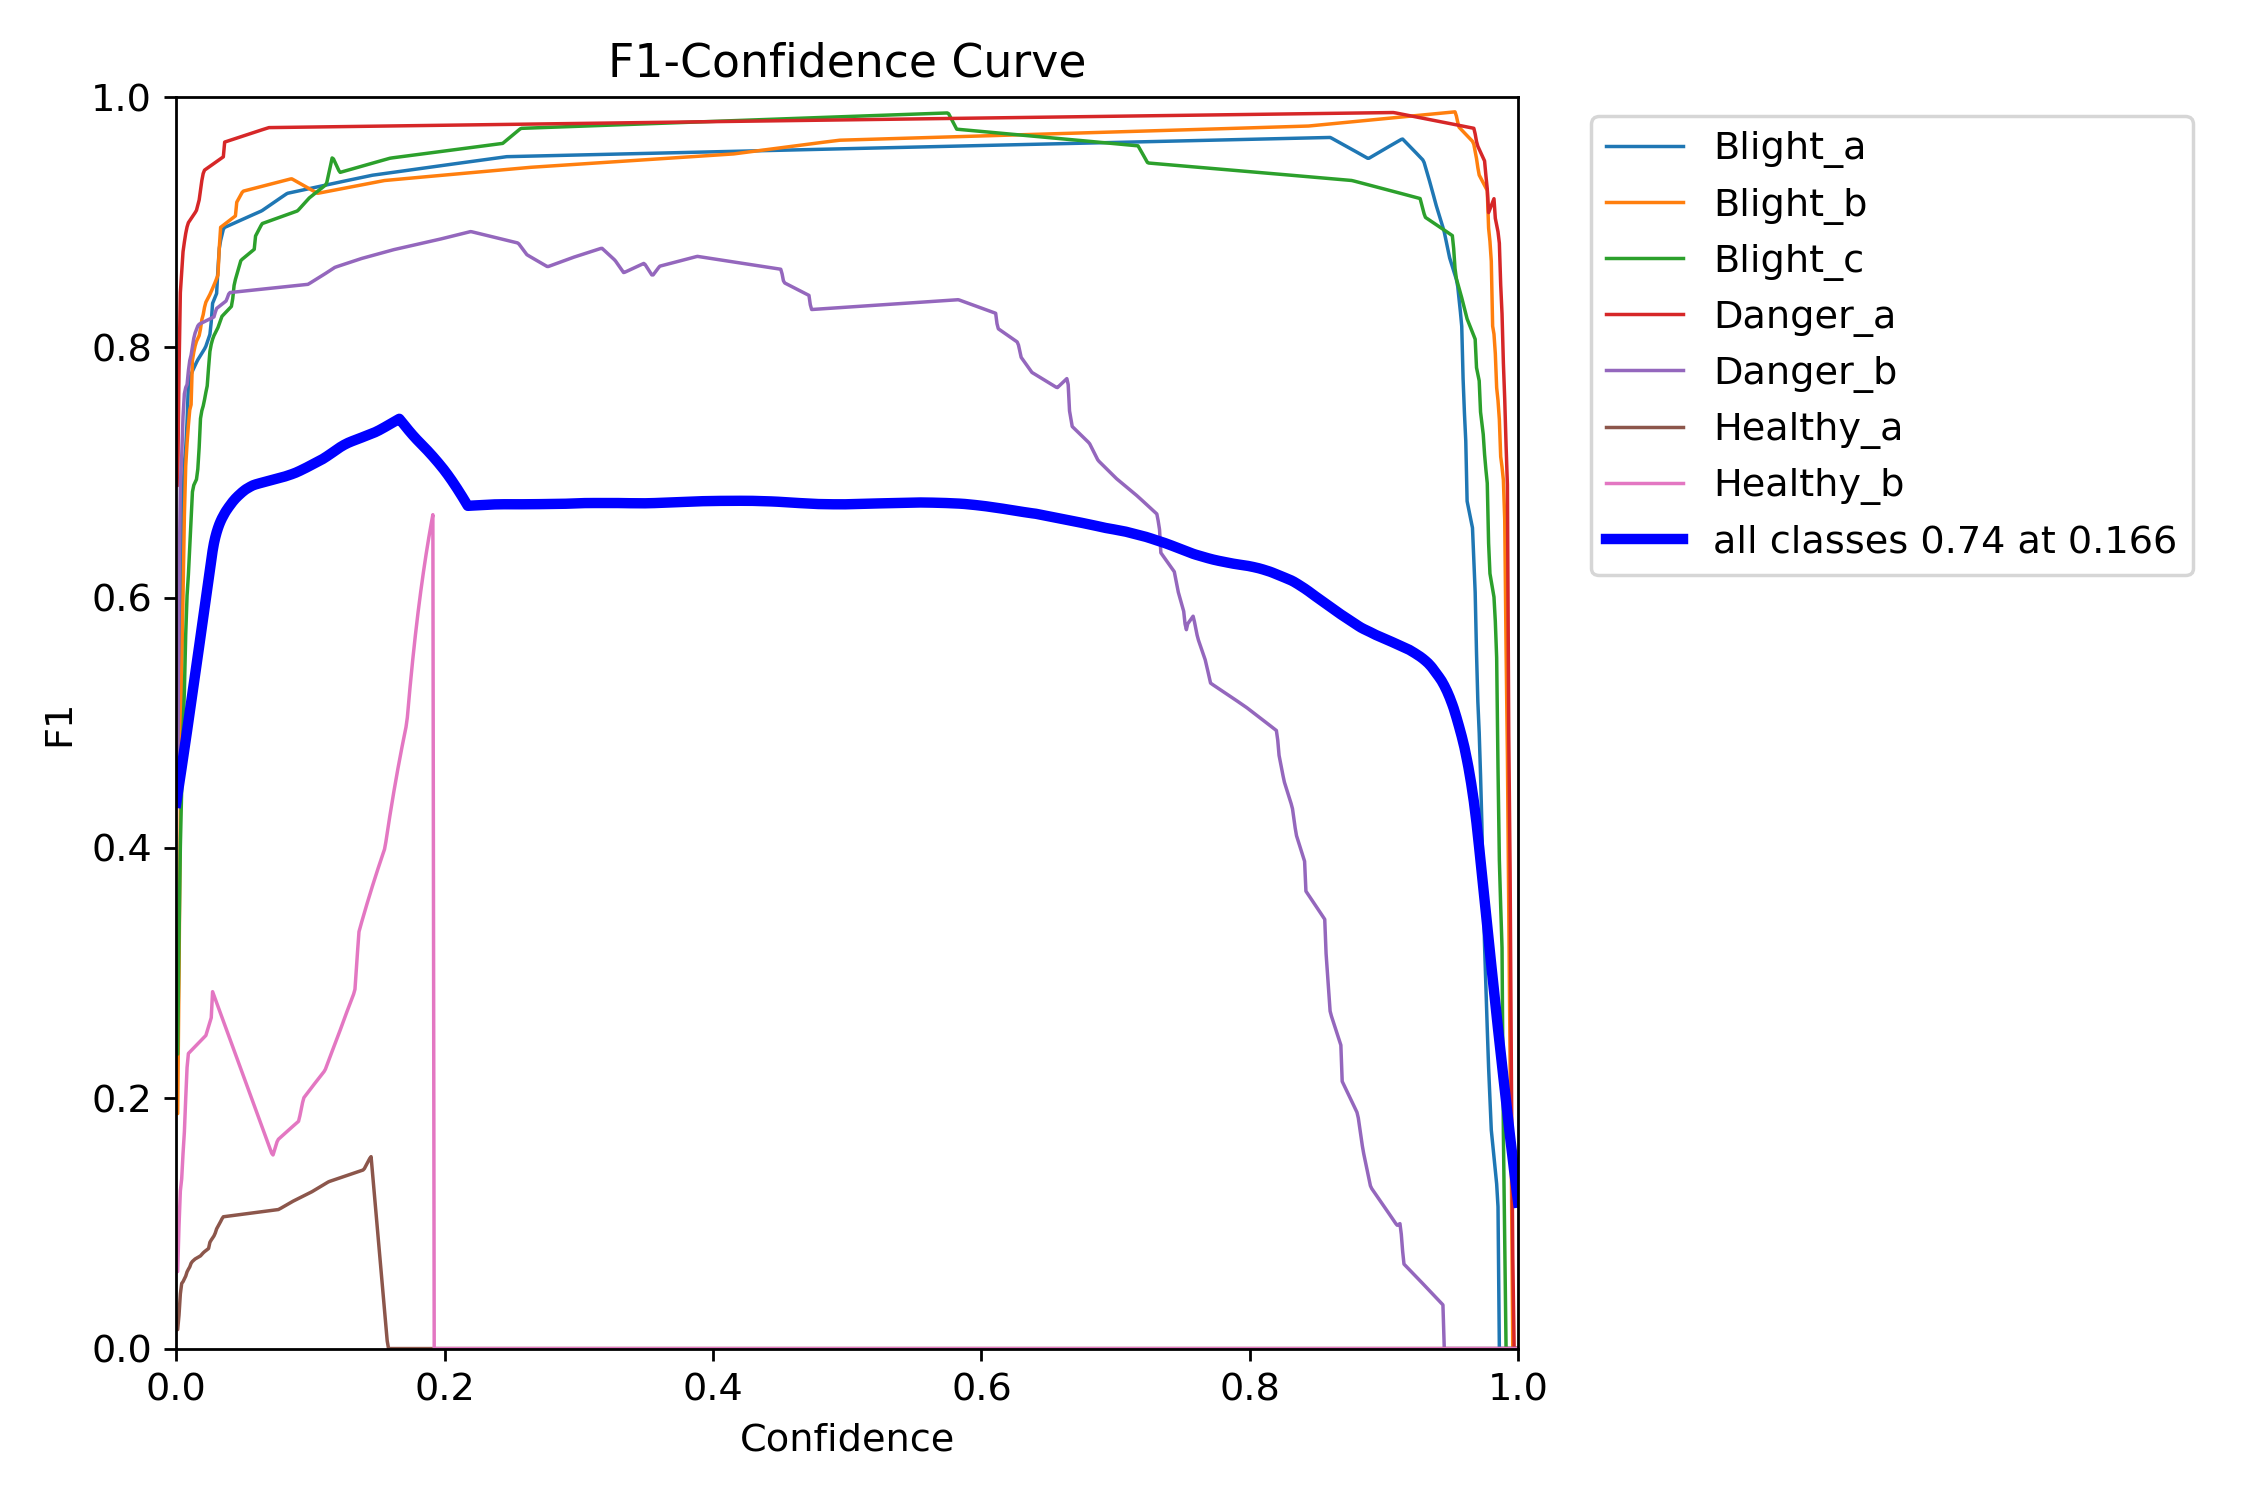 F1-Confidence Curve
1.0
0.8
0.6
0.4
0.2
0.0
F1
0.0 0.2 0.4 0.6 0.8 1.0
Confidence
Blight_a
Blight_b
Blight_c
Danger_a
Danger_b
Healthy_a
Healthy_b
all classes 0.74 at 0.166